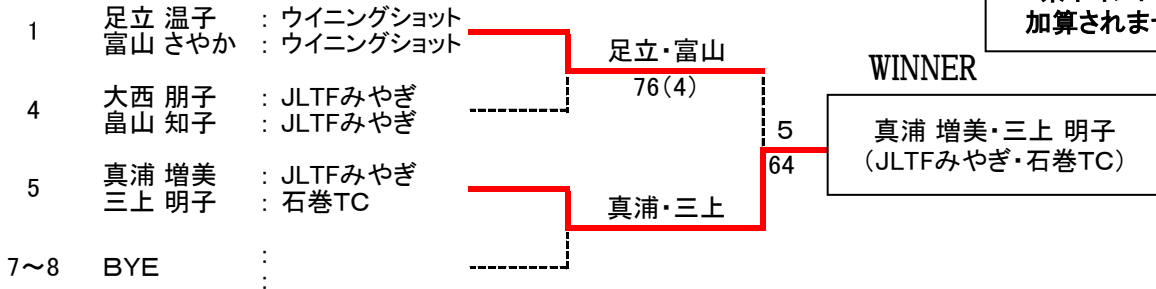 加算されませ
WINNER
1 足立 温子 : ウイニングショット
富山 さやか : ウイニングショット
足立・富山
76(4)
4 大西 朋子 : JLTFみやぎ
畠山 知子 : JLTFみやぎ
5
64
真浦 増美・三上 明子
(JLTFみやぎ・石巻TC)
5 真浦 増美 : JLTFみやぎ
三上 明子 : 石巻TC
真浦・三上
7~8 BYE :
: